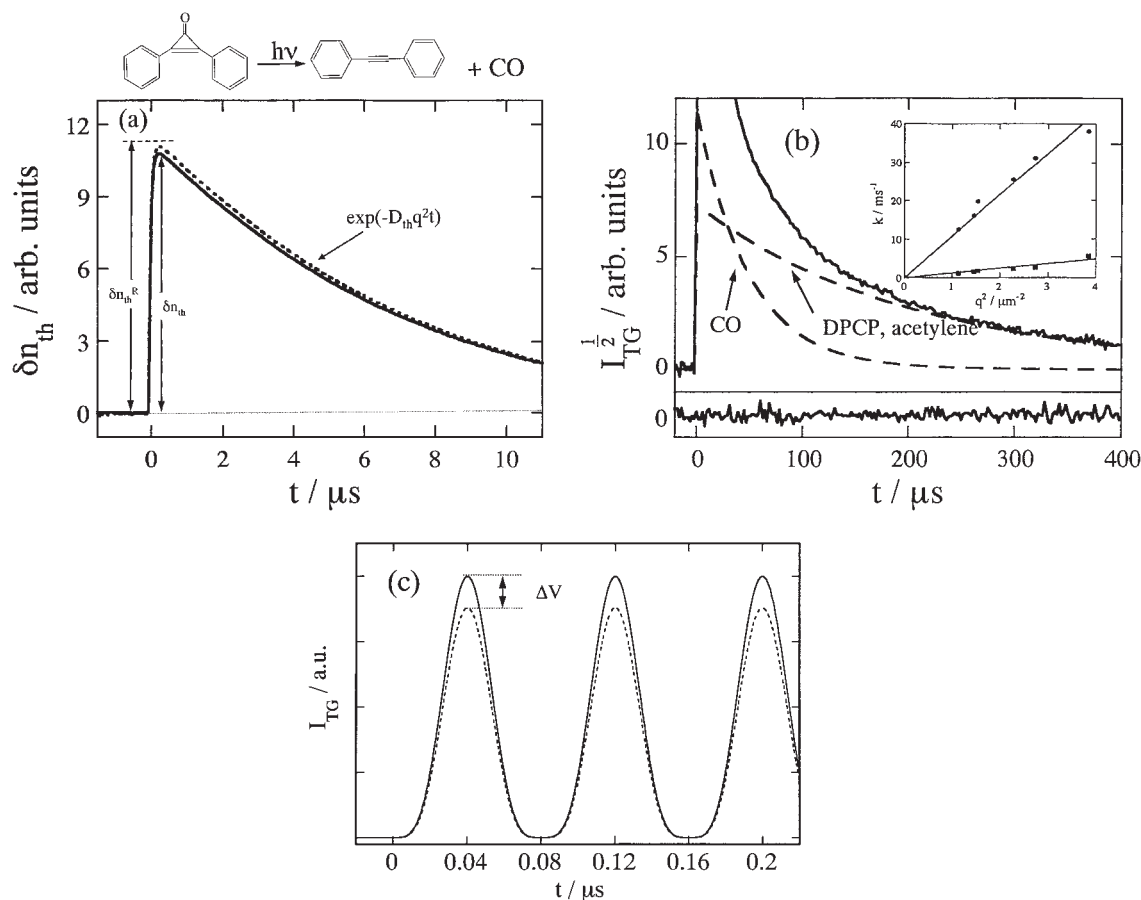 O
hν
+ CO
(a)
12
9
6
3
0
δn_th / arb. units
δn_th^R
δn_th
exp(-D_th q²t)
0 2 4 6 8 10
t / μs
(b)
10
5
0
0
I_TG^{1/2} / arb. units
CO
DPCP, acetylene
0 100 200 300 400
t / μs
40
30
20
10
0
k / ms⁻¹
0 1 2 3 4
q² / μm⁻²
(c)
ΔV
I_TG / a.u.
0 0.04 0.08 0.12 0.16 0.2
t / μs